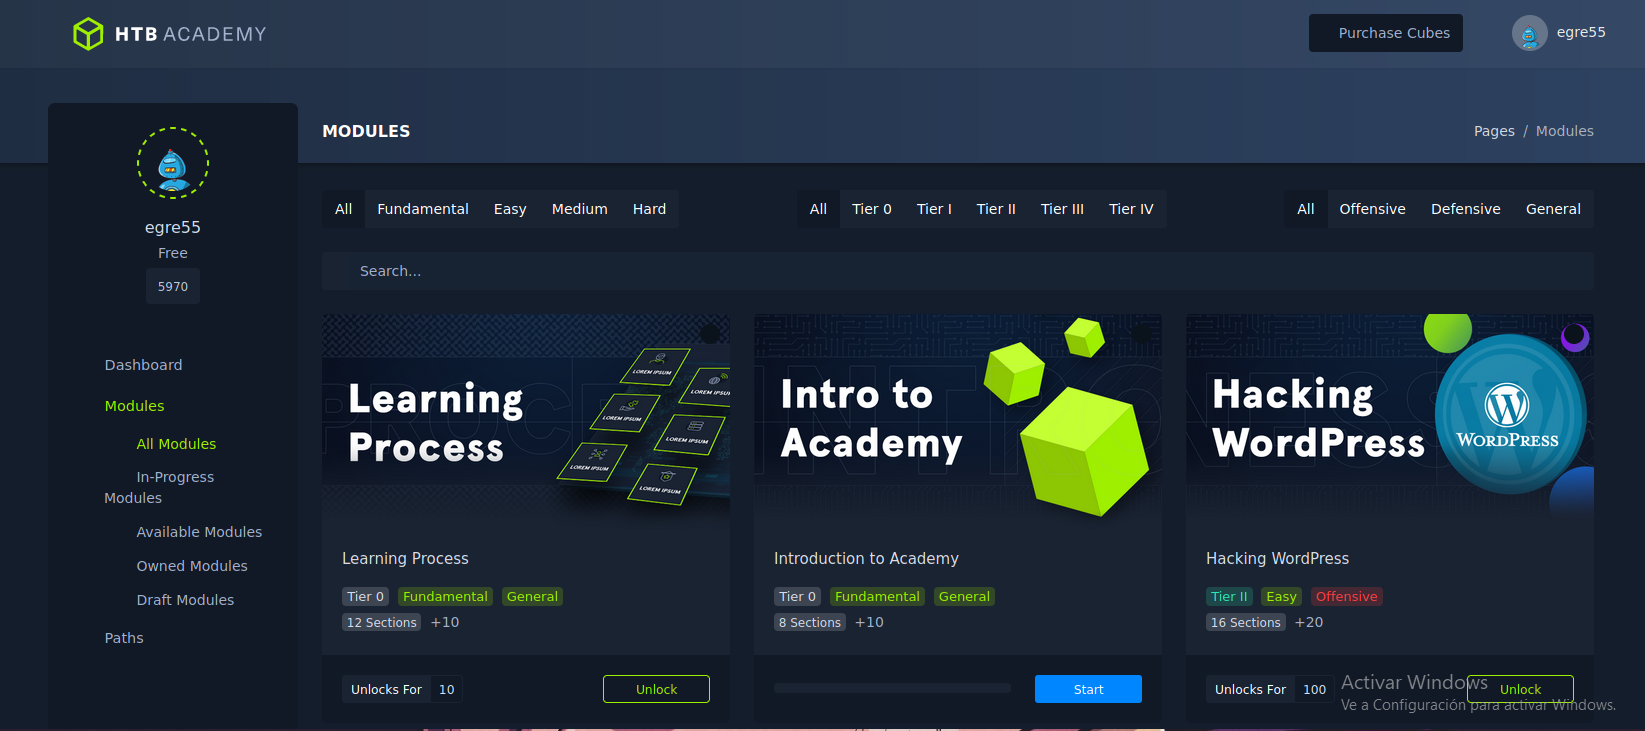 HTB ACADEMY
Purchase Cubes
egre55
MODULES
Pages / Modules
egre55
Free
5970
Dashboard
Modules
All Modules
In-Progress
Modules
Available Modules
Owned Modules
Draft Modules
Paths
All Fundamental Easy Medium Hard
All Tier 0 Tier I Tier II Tier III Tier IV
All Offensive Defensive General
Search...
Learning
Process
LOREM IPSUM
LOREM IPSUM
LOREM IPSUM
LOREM IPSUM
LOREM IPSUM
LOREM IPSUM
Learning Process
Tier 0 Fundamental General
12 Sections +10
Unlocks For 10 Unlock
Intro to
Academy
Introduction to Academy
Tier 0 Fundamental General
8 Sections +10
Start
Hacking
WordPress
WORDPRESS
Hacking WordPress
Tier II Easy Offensive
16 Sections +20
Unlocks For 100 Unlock
Activar Windows
Ve a Configuración para activar Windows.